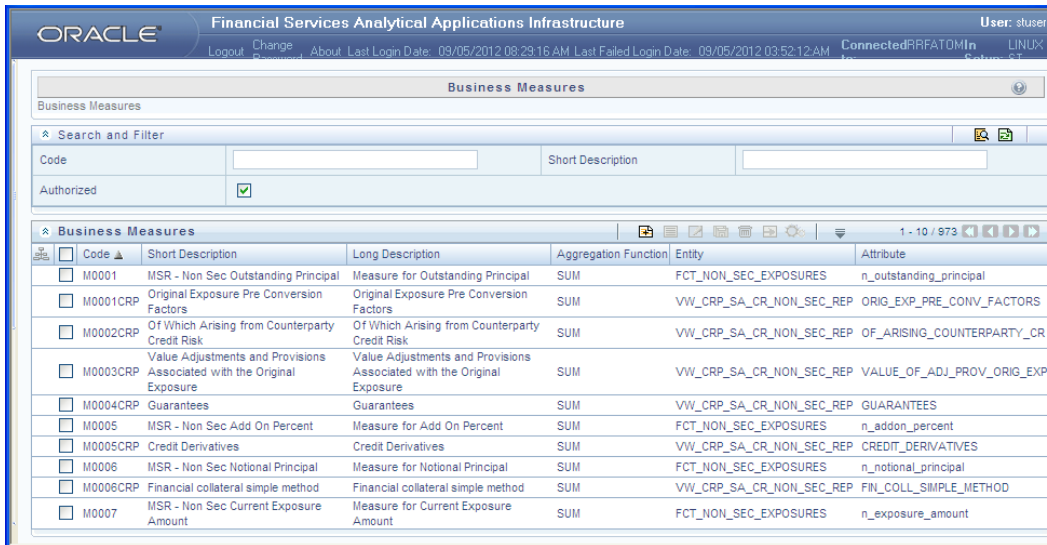 ORACLE
Financial Services Analytical Applications Infrastructure User: stuser
Logout Change About Last Login Date: 09/05/2012 08:29:16 AM Last Failed Login Date: 09/05/2012 03:52:12:AM Connected RRFATOM In LINUX
Business Measures
Business Measures
Search and Filter
Code Short Description
Authorized
Business Measures 1 - 10 / 973
Code Short Description Long Description Aggregation Function Entity Attribute
M0001 MSR - Non Sec Outstanding Principal Measure for Outstanding Principal SUM FCT_NON_SEC_EXPOSURES n_outstanding_principal
Original Exposure Pre Conversion Original Exposure Pre Conversion
M0001CRP Factors Factors SUM VW_CRP_SA_CR_NON_SEC_REP ORIG_EXP_PRE_CONV_FACTORS
Of Which Arising from Counterparty Of Which Arising from Counterparty
M0002CRP Credit Risk Credit Risk SUM VW_CRP_SA_CR_NON_SEC_REP OF_ARISING_COUNTERPARTY_CR
Value Adjustments and Provisions Value Adjustments and Provisions
M0003CRP Associated with the Original Associated with the Original SUM VW_CRP_SA_CR_NON_SEC_REP VALUE_OF_ADJ_PROV_ORIG_EXP
Exposure Exposure
M0004CRP Guarantees Guarantees SUM VW_CRP_SA_CR_NON_SEC_REP GUARANTEES
M0005 MSR - Non Sec Add On Percent Measure for Add On Percent SUM FCT_NON_SEC_EXPOSURES n_addon_percent
M0005CRP Credit Derivatives Credit Derivatives SUM VW_CRP_SA_CR_NON_SEC_REP CREDIT_DERIVATIVES
M0006 MSR - Non Sec Notional Principal Measure for Notional Principal SUM FCT_NON_SEC_EXPOSURES n_notional_principal
M0006CRP Financial collateral simple method Financial collateral simple method SUM VW_CRP_SA_CR_NON_SEC_REP FIN_COLL_SIMPLE_METHOD
MSR - Non Sec Current Exposure Measure for Current Exposure
M0007 Amount Amount SUM FCT_NON_SEC_EXPOSURES n_exposure_amount